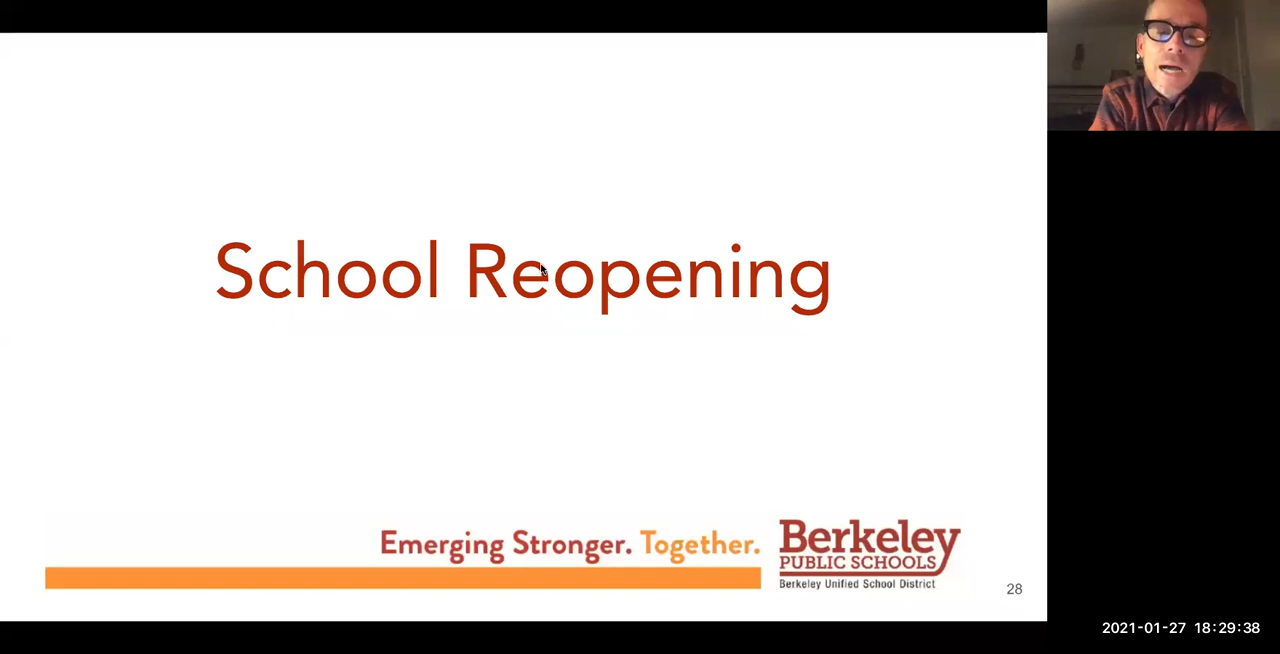 School Reopening
Emerging Stronger. Together.
Berkeley
PUBLIC SCHOOLS
Berkeley Unified School District
28
2021-01-27 18:29:38